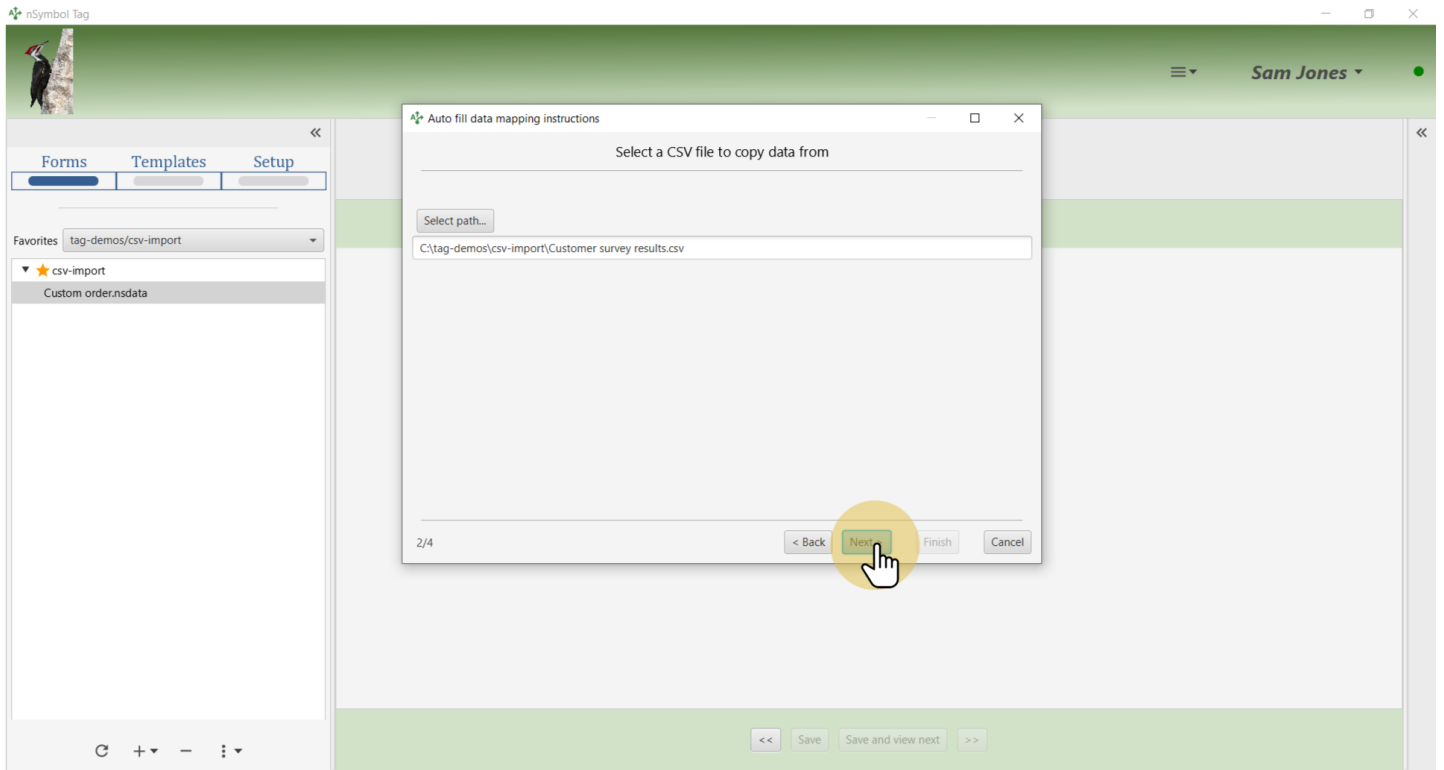 nSymbol Tag
Sam Jones
Auto fill data mapping instructions
Select a CSV file to copy data from
Forms Templates Setup
Select path...
Favorites tag-demos/csv-import
C:\tag-demos\csv-import\Customer survey results.csv
csv-import
Custom order.nsdata
2/4 < Back Next Finish Cancel
<< Save Save and view next >>